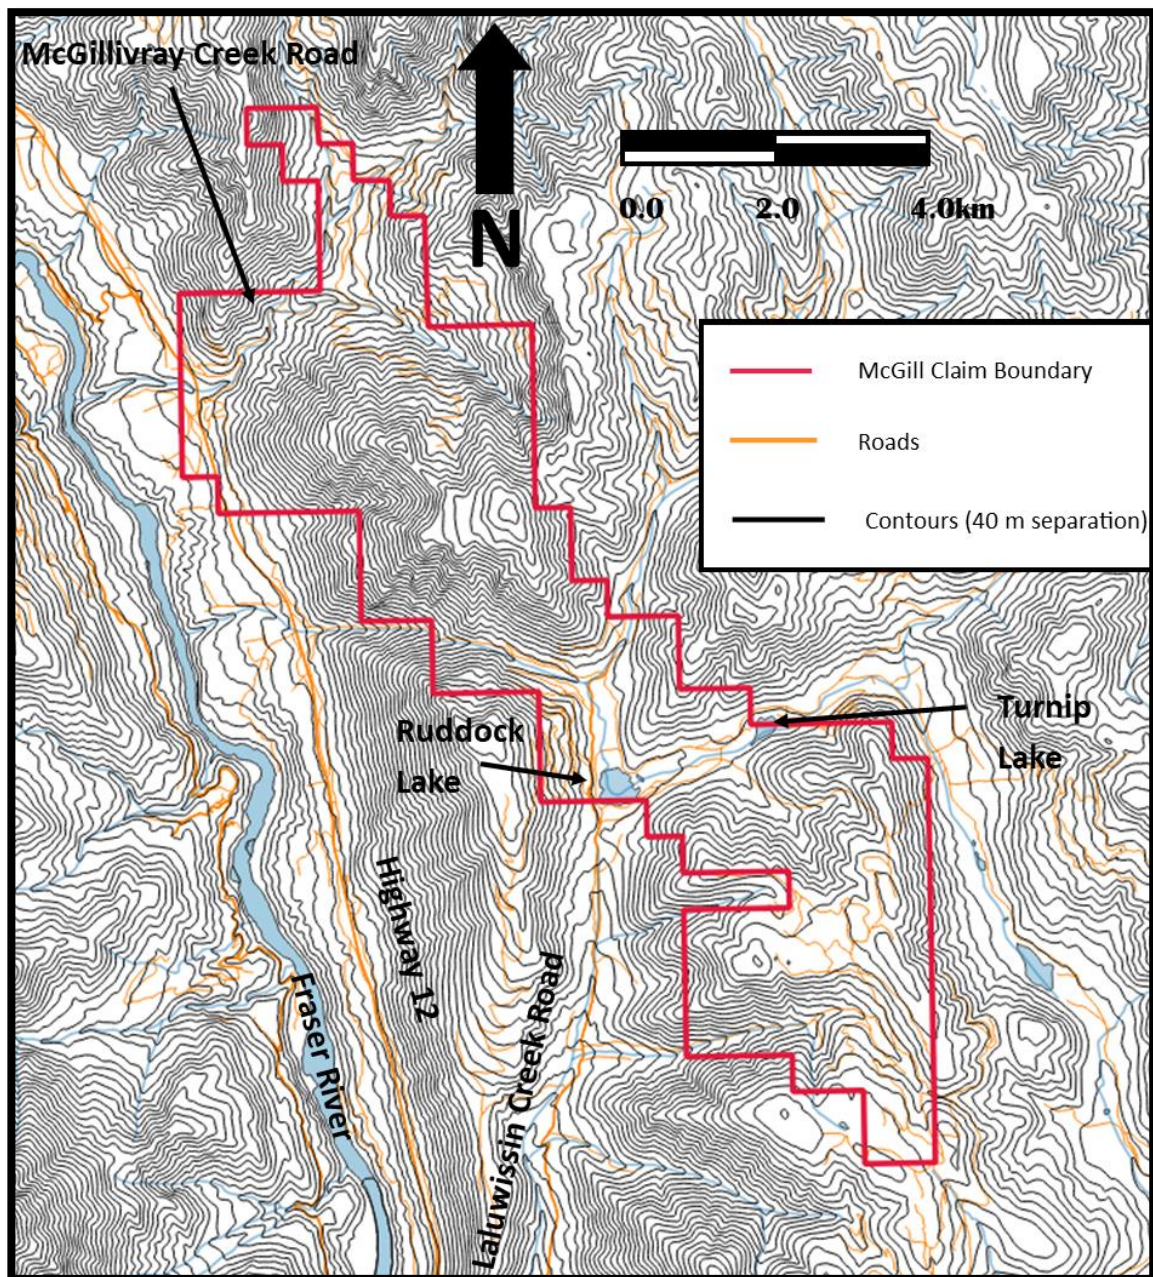 McGillivray Creek Road
N
0.0 2.0 4.0km
McGill Claim Boundary
Roads
Contours (40 m separation)
Ruddock
Lake
Turnip
Lake
Highway 12
Fraser River
Laluwissin Creek Road